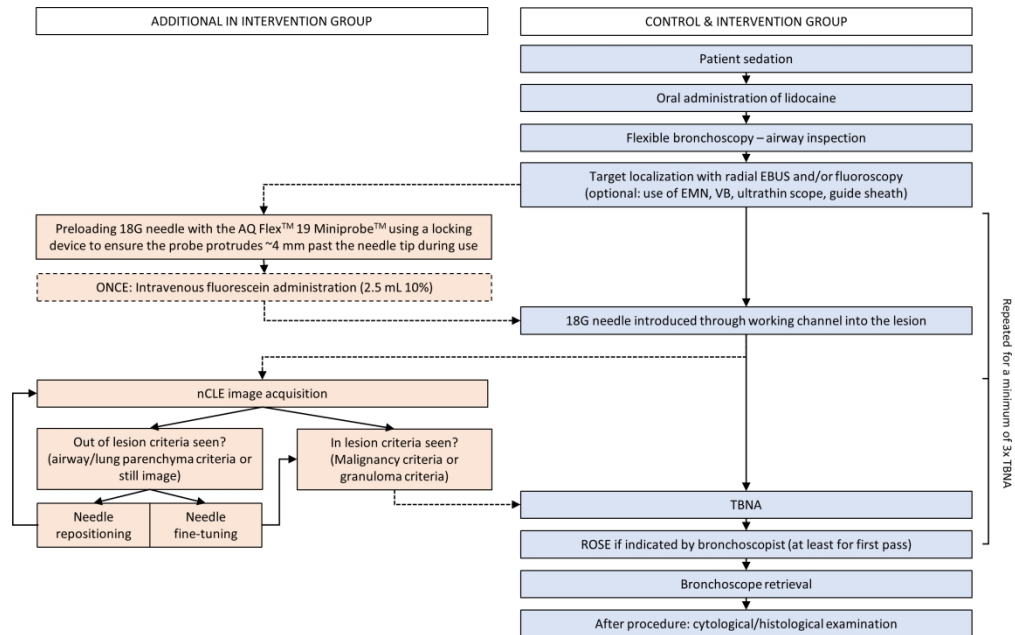 ADDITIONAL IN INTERVENTION GROUP
CONTROL & INTERVENTION GROUP
Patient sedation
Oral administration of lidocaine
Flexible bronchoscopy – airway inspection
Target localization with radial EBUS and/or fluoroscopy
(optional: use of EMN, VB, ultrathin scope, guide sheath)
Preloading 18G needle with the AQ Flex™ 19 Miniprobe™ using a locking
device to ensure the probe protrudes ~4 mm past the needle tip during use
ONCE: Intravenous fluorescein administration (2.5 mL 10%)
18G needle introduced through working channel into the lesion
nCLE image acquisition
Out of lesion criteria seen?
(airway/lung parenchyma criteria or
still image)
In lesion criteria seen?
(Malignancy criteria or
granuloma criteria)
Needle
repositioning
Needle
fine-tuning
TBNA
ROSE if indicated by bronchoscopist (at least for first pass)
Bronchoscope retrieval
After procedure: cytological/histological examination
Repeated for a minimum of 3x TBNA